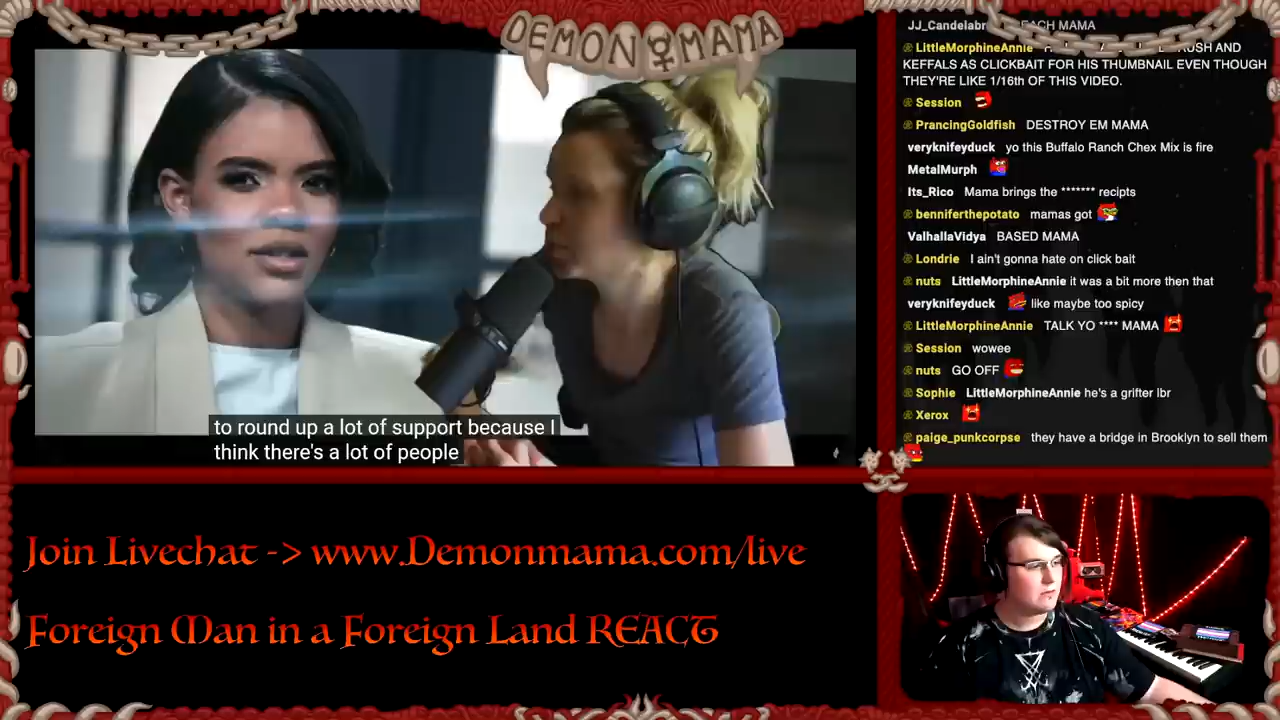 DEMON MAMA
JJ_Candelabr
EACH MAMA
LittleMorphineAnnie
USH AND
KEFFALS AS CLICKBAIT FOR HIS THUMBNAIL EVEN THOUGH
THEY'RE LIKE 1/16th OF THIS VIDEO.
Session
PrancingGoldfish DESTROY EM MAMA
veryknifeyduck yo this Buffalo Ranch Chex Mix is fire
MetalMurph
Its_Rico Mama brings the ******* recipts
benniferthepotato mamas got
ValhallaVidya BASED MAMA
Londrie I ain't gonna hate on click bait
nuts LittleMorphineAnnie it was a bit more then that
veryknifeyduck like maybe too spicy
LittleMorphineAnnie TALK YO **** MAMA
Session wowee
nuts GO OFF
Sophie LittleMorphineAnnie he's a grifter lbr
Xerox
paige_punkcorpse they have a bridge in Brooklyn to sell them
to round up a lot of support because I
think there's a lot of people
Join Livechat -> www.Demonmama.com/live
Foreign Man in a Foreign Land REACT